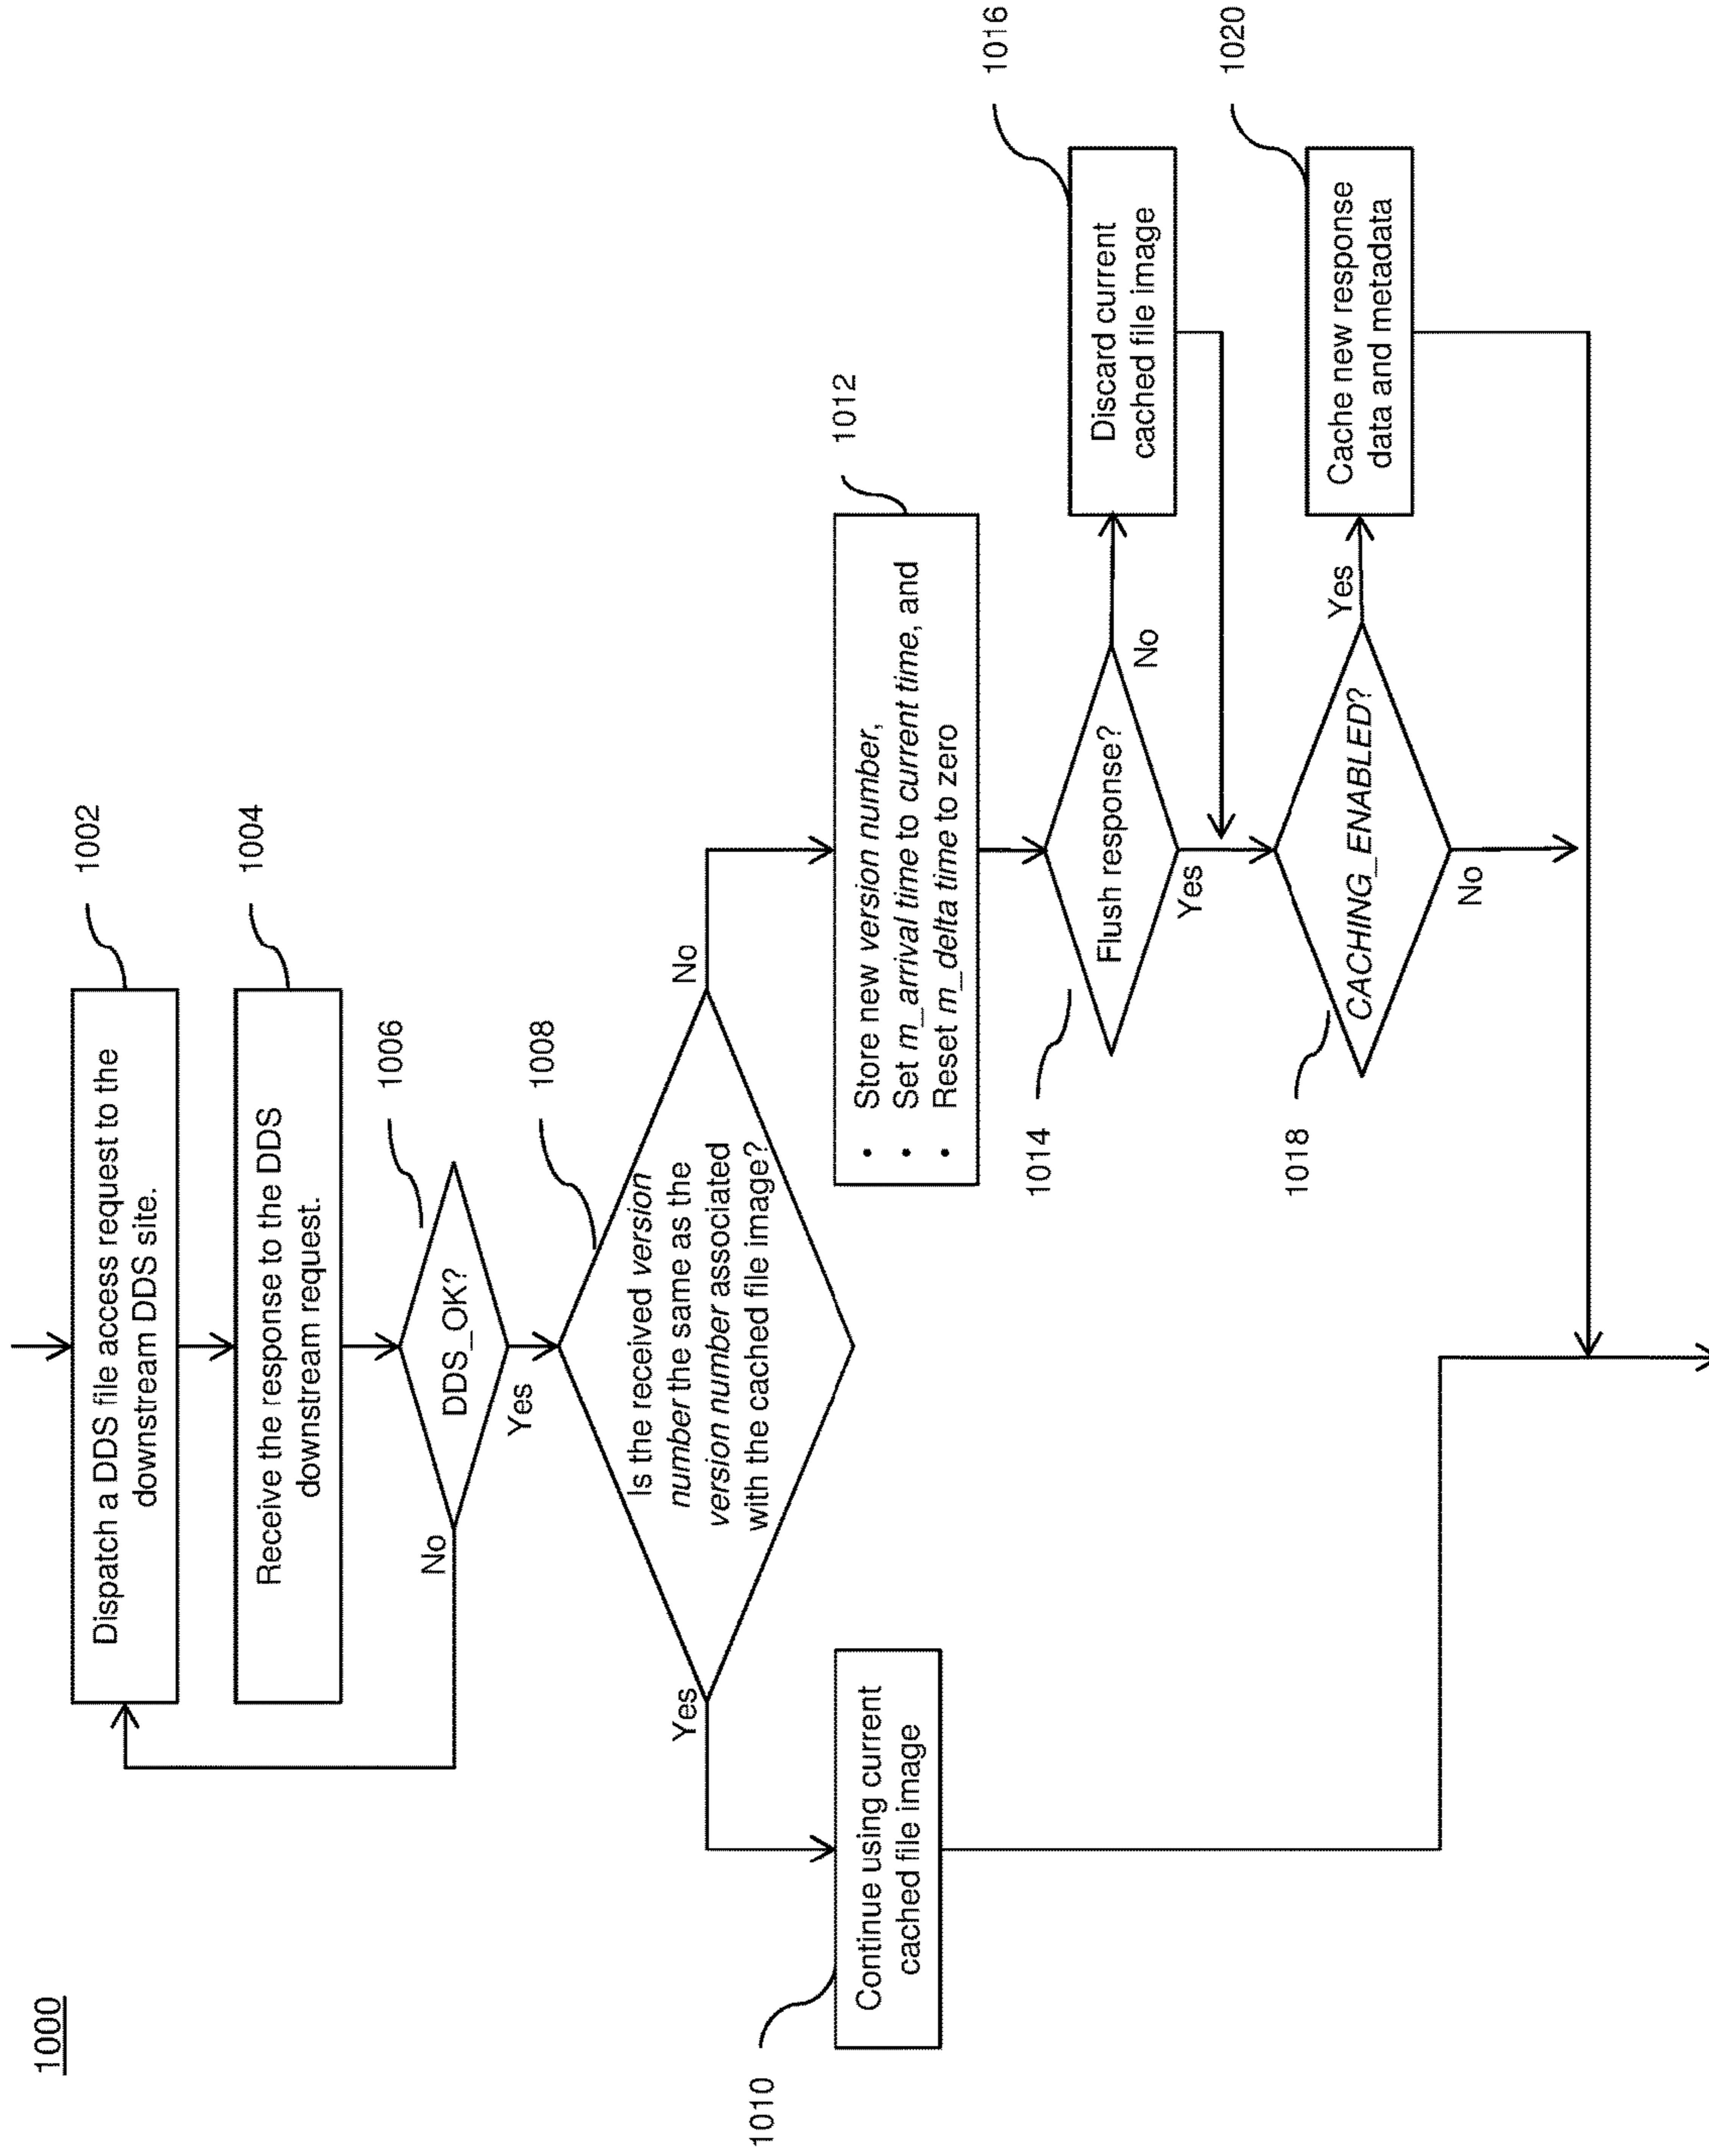 1000
Dispatch a DDS file access request to the
downstream DDS site.
1002
Receive the response to the DDS
downstream request.
1004
DDS_OK?
1006
No
Yes
Is the received version
number the same as the
version number associated
with the cached file image?
1008
Yes
No
1010
Continue using current
cached file image
• Store new version number,
• Set m_arrival time to current time, and
• Reset m_delta time to zero
1012
1014
Flush response?
No
Yes
Discard current
cached file image
1016
1018
CACHING_ENABLED?
Yes
No
Cache new response
data and metadata
1020